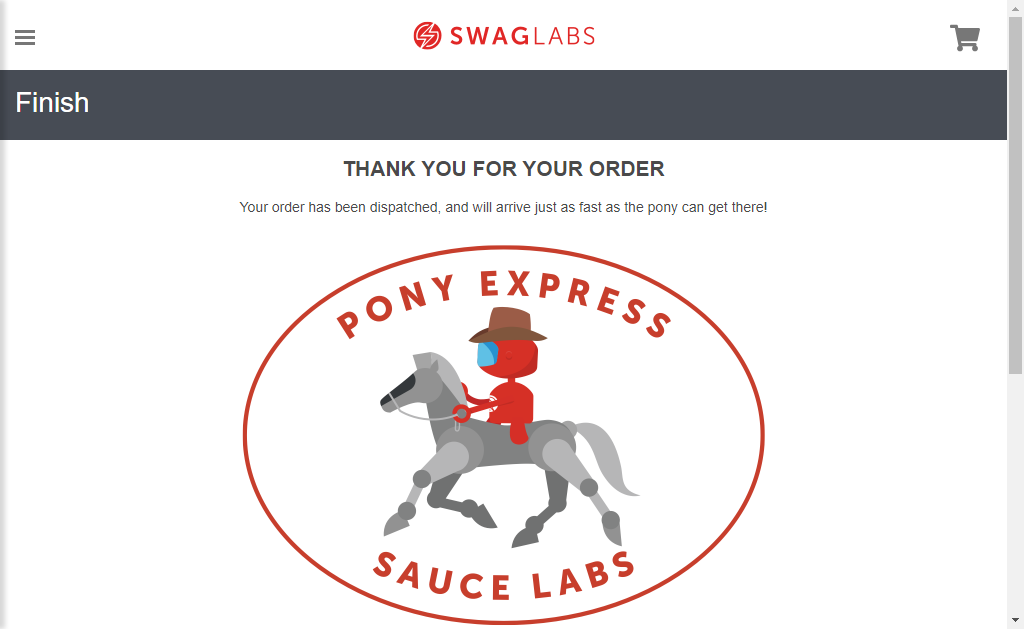 SWAGLABS
Finish
THANK YOU FOR YOUR ORDER
Your order has been dispatched, and will arrive just as fast as the pony can get there!
PONY EXPRESS
SAUCE LABS